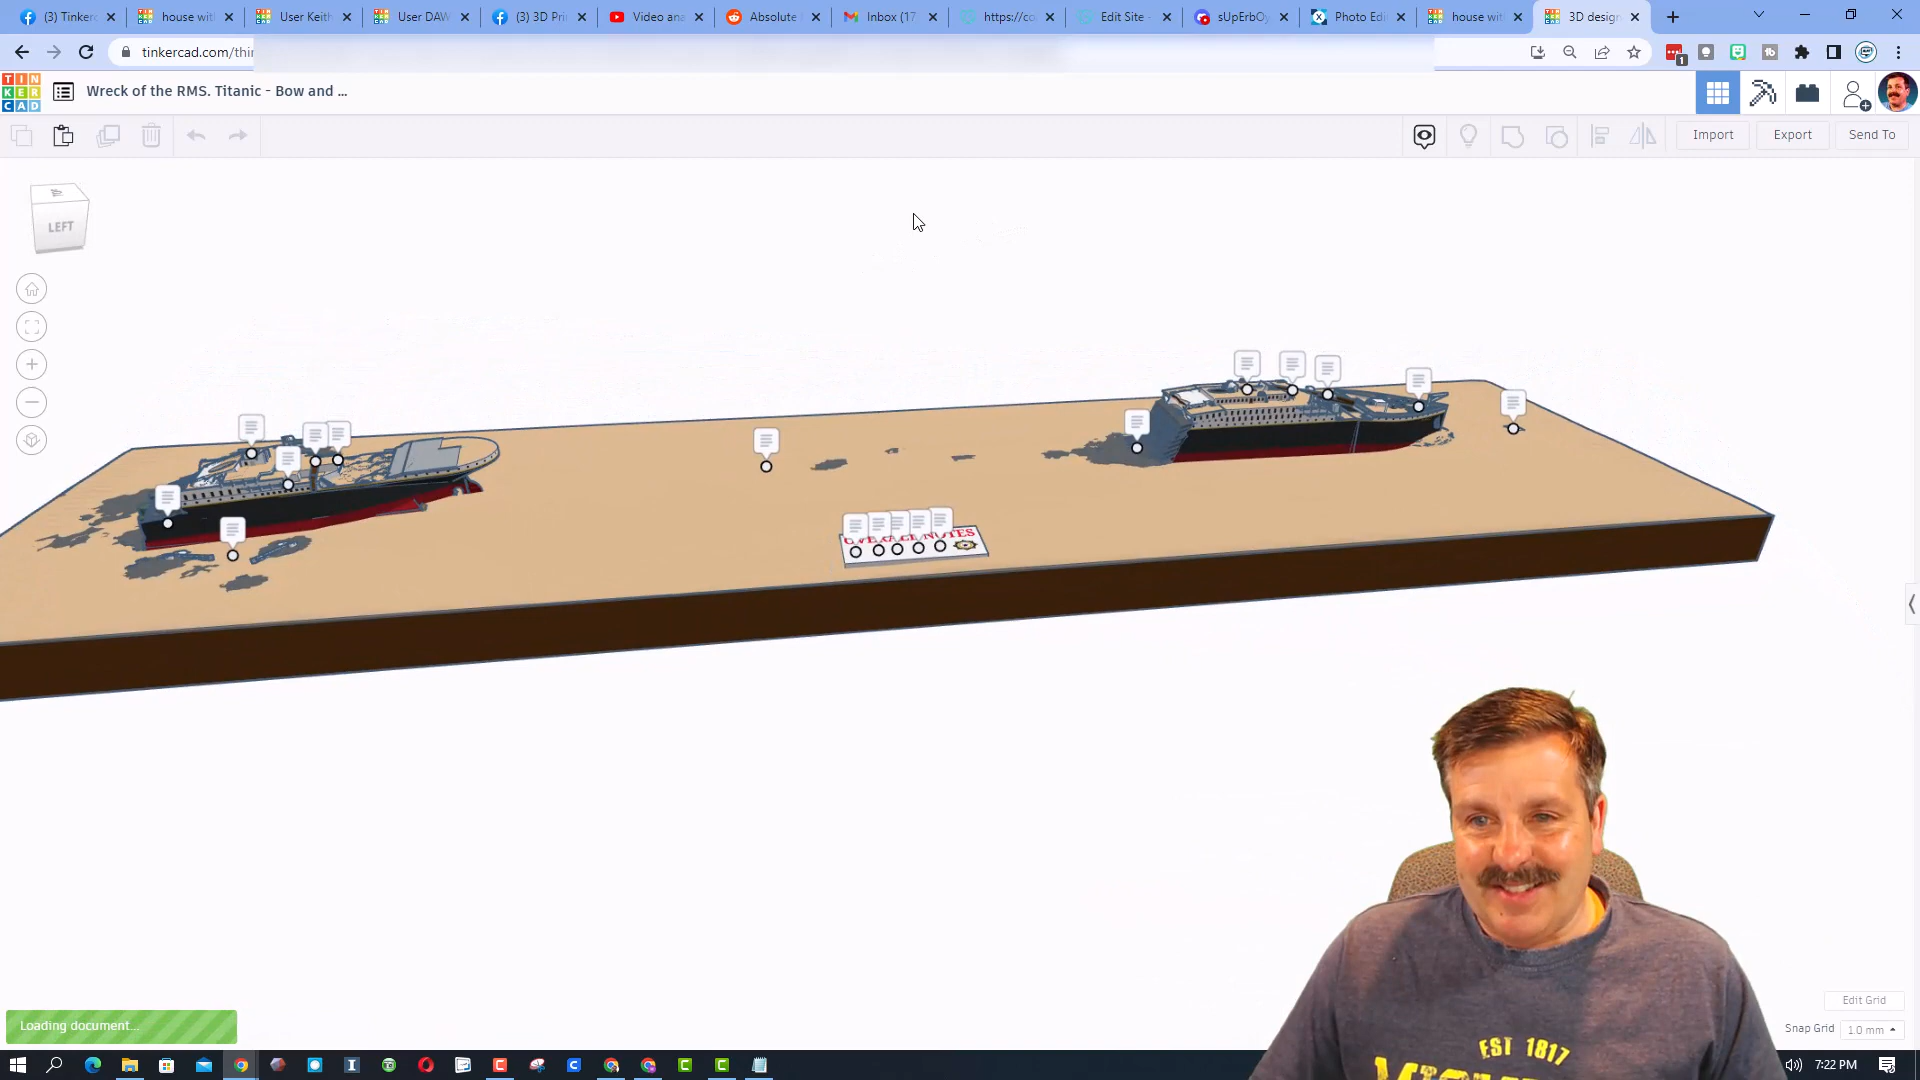 (3) Tinker
house wit
User Keith
User DAW
(3) 3D Pri
Video ana
Absolute
Inbox (17
https://co
Edit Site -
sUpErbOy
Photo Edi
house wit
3D design
tinkercad.com/thi
1
TIN
KER
CAD
Wreck of the RMS. Titanic - Bow and ...
Import
Export
Send To
LEFT
NOTES
Edit Grid
Snap Grid
1.0 mm
Loading document...
EST 1817
7:22 PM